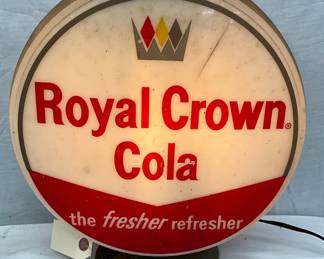 Royal Crown®
Cola
the fresher refresher